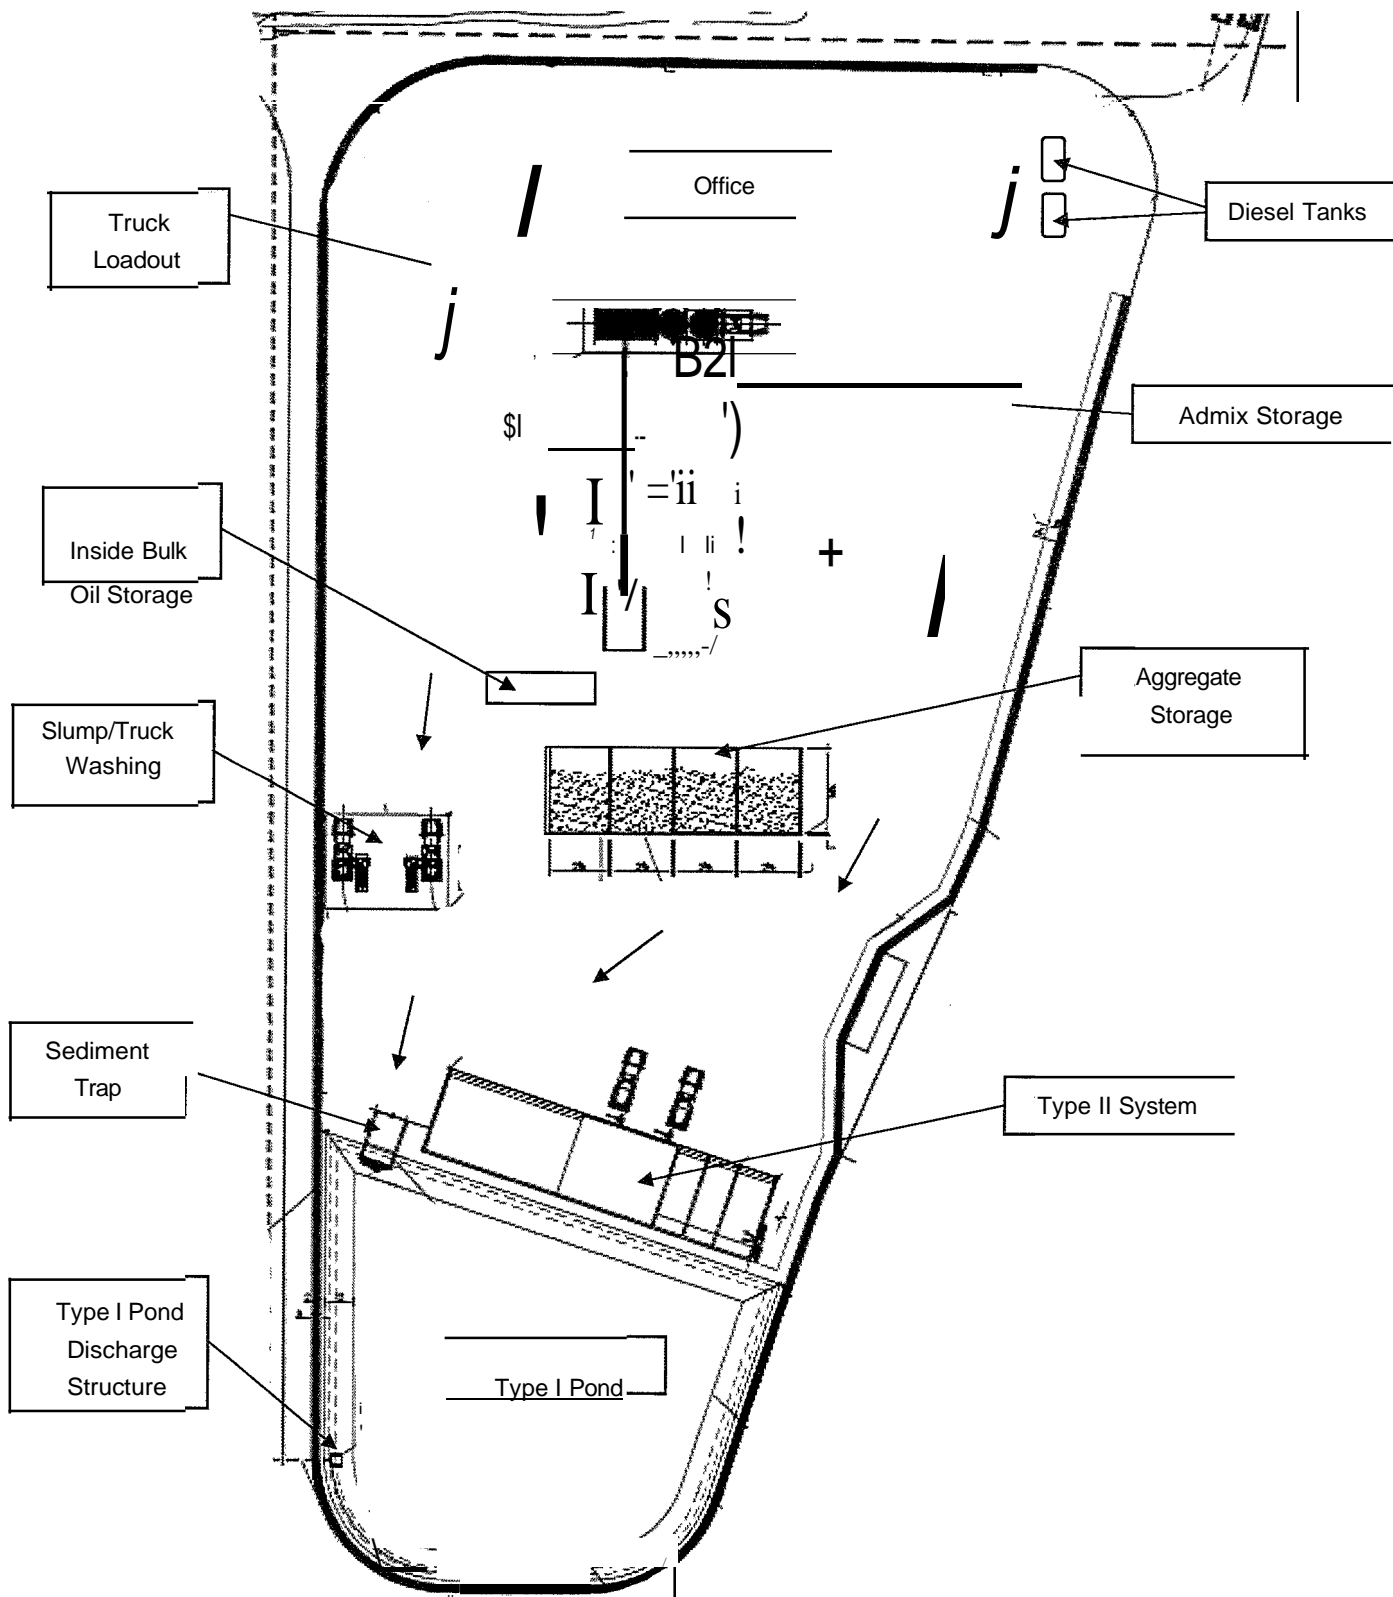 Office
Diesel Tanks
Truck
Loadout
B2I
Admix Storage
$I
Inside Bulk
Oil Storage
Aggregate
Storage
Slump/Truck
Washing
Sediment
Trap
Type II System
Type I Pond
Discharge
Structure
Type I Pond